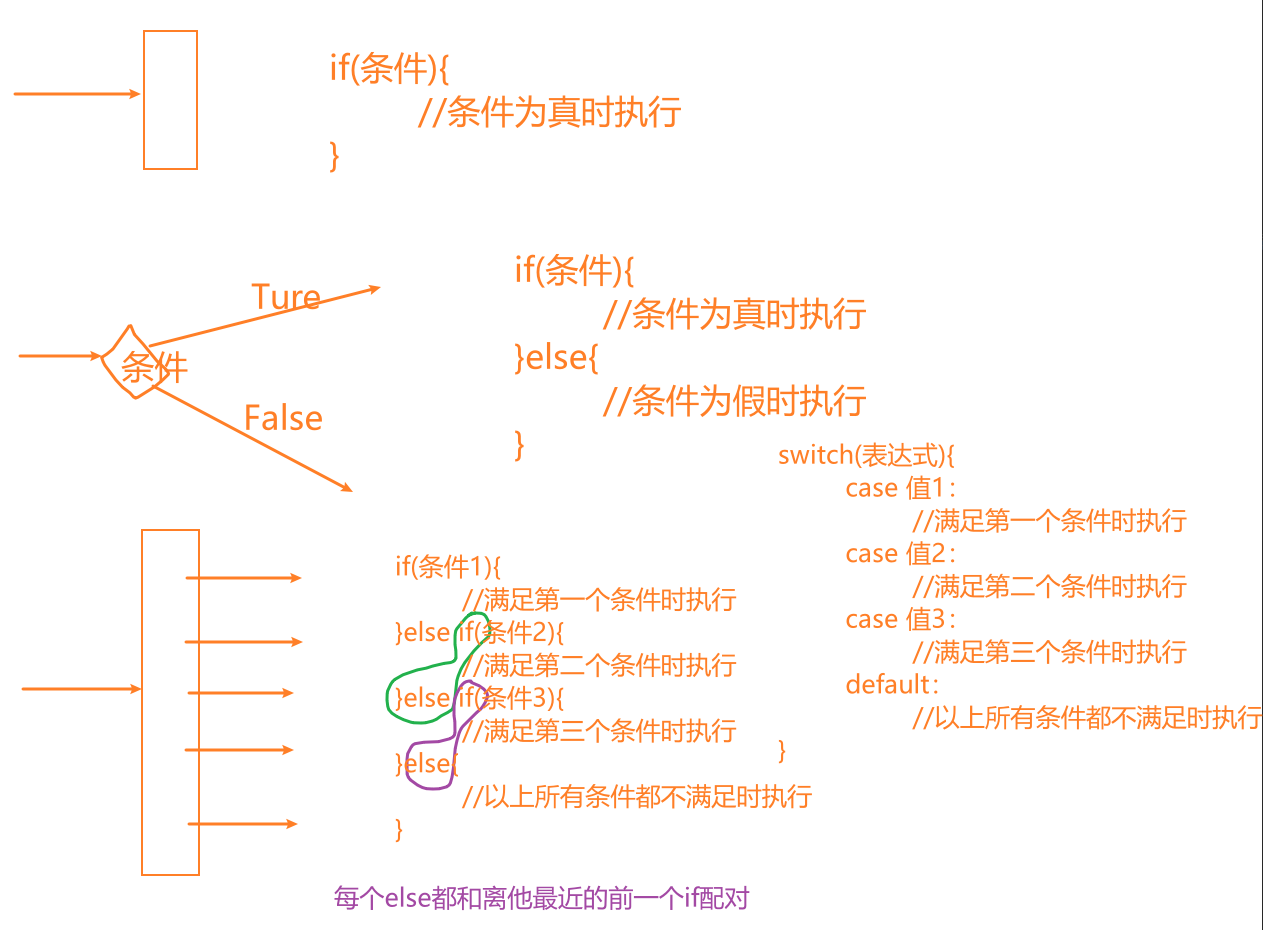 if(条件){
//条件为真时执行
}
Ture
条件
False
if(条件){
//条件为真时执行
}else{
//条件为假时执行
}
if(条件1){
//满足第一个条件时执行
}else if(条件2){
//满足第二个条件时执行
}else if(条件3){
//满足第三个条件时执行
}else{
//以上所有条件都不满足时执行
}
switch(表达式){
case 值1：
//满足第一个条件时执行
case 值2：
//满足第二个条件时执行
case 值3：
//满足第三个条件时执行
default：
//以上所有条件都不满足时执行
}
每个else都和离他最近的前一个if配对